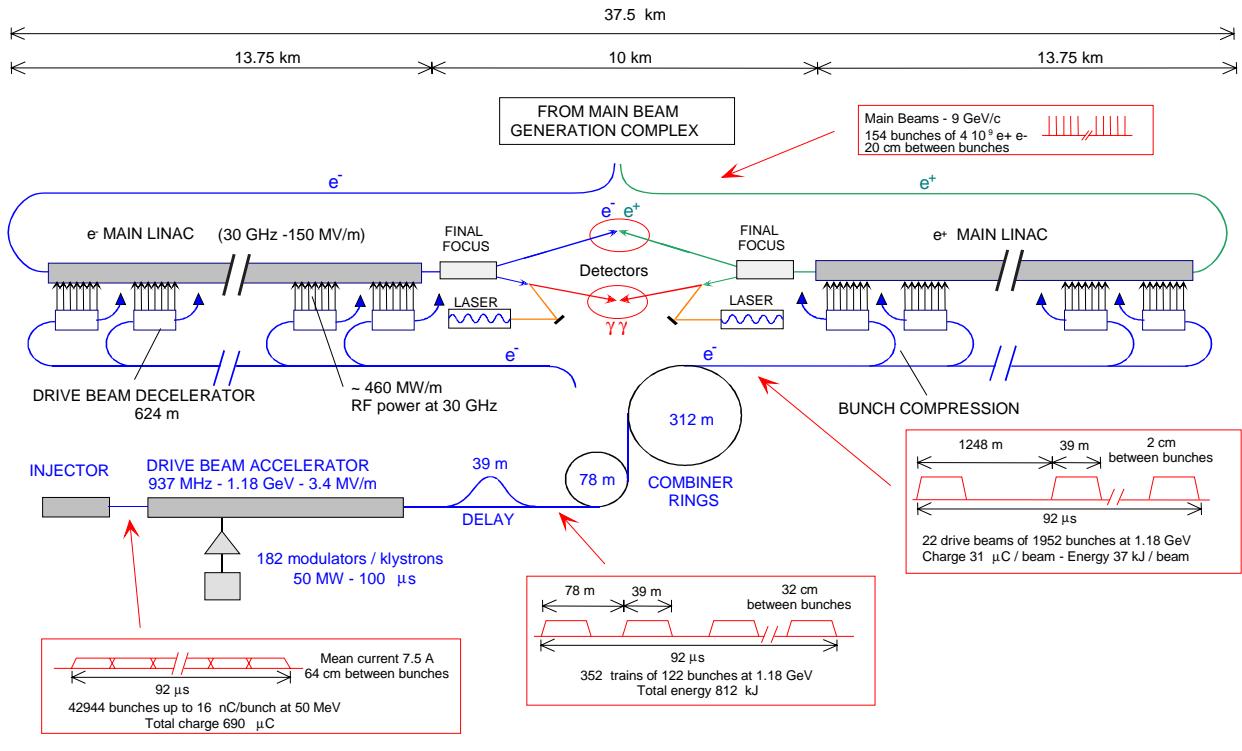 37.5 km
13.75 km
10 km
13.75 km
FROM MAIN BEAM
GENERATION COMPLEX
Main Beams - 9 GeV/c
154 bunches of 4 10⁹ e+ e-
20 cm between bunches
e⁻
e⁺
e⁻ e⁺
e⁻ MAIN LINAC
(30 GHz -150 MV/m)
FINAL
FOCUS
FINAL
FOCUS
e⁺ MAIN LINAC
Detectors
LASER
LASER
γ γ
e⁻
e⁻
DRIVE BEAM DECELERATOR
624 m
~ 460 MW/m
RF power at 30 GHz
BUNCH COMPRESSION
312 m
INJECTOR
DRIVE BEAM ACCELERATOR
937 MHz - 1.18 GeV - 3.4 MV/m
39 m
78 m
COMBINER
RINGS
DELAY
182 modulators / klystrons
50 MW - 100 μs
1248 m
39 m
2 cm
between bunches
92 μs
22 drive beams of 1952 bunches at 1.18 GeV
Charge 31 μC / beam - Energy 37 kJ / beam
78 m
39 m
32 cm
between bunches
92 μs
352 trains of 122 bunches at 1.18 GeV
Total energy 812 kJ
Mean current 7.5 A
64 cm between bunches
92 μs
42944 bunches up to 16 nC/bunch at 50 MeV
Total charge 690 μC